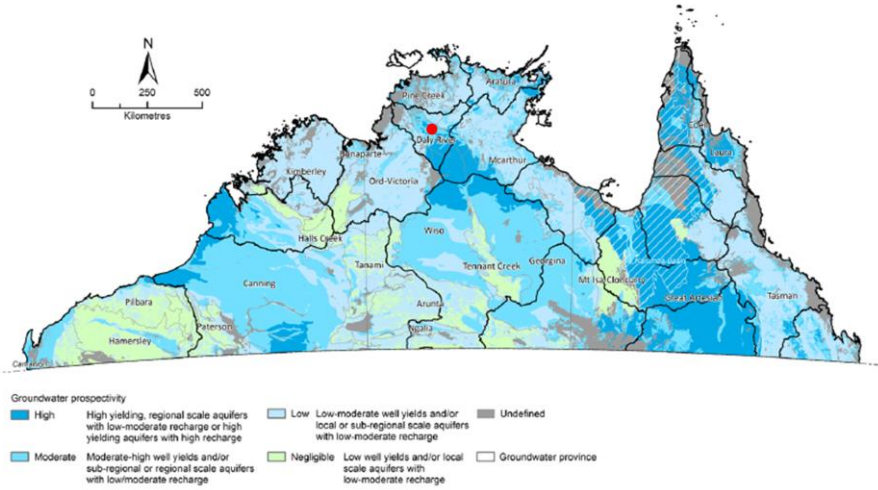 N
0 250 500
Kilometres
Pine Creek
Arafura
Daly River
Mcarthur
Bonaparte
Kimberley
Ord-Victoria
Coen
Laura
Halls Creek
Wiso
Canning
Tanami
Tennant Creek
Georgina
Mt Isa Cloncurry
Great Artesian
Tasman
Pilbara
Paterson
Hamersley
Arunta
Ngalia
Groundwater prospectivity
High High yielding, regional scale aquifers
with low-moderate recharge or high
yielding aquifers with high recharge
Moderate Moderate-high well yields and/or
sub-regional or regional scale aquifers
with low/moderate recharge
Low Low-moderate well yields and/or
local or sub-regional scale aquifers
with low-moderate recharge
Negligible Low well yields and/or local
scale aquifers with
low-moderate recharge
Undefined
Groundwater province